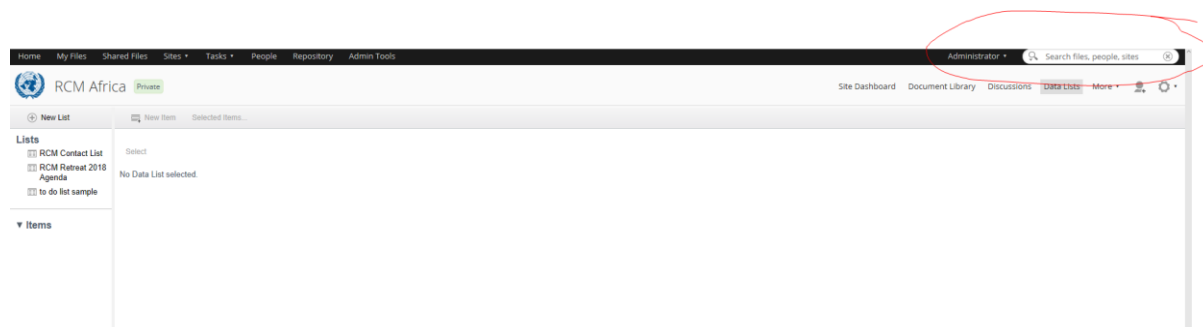 Home My Files Shared Files Sites Tasks People Repository Admin Tools Administrator Search files, people, sites
RCM Africa Private Site Dashboard Document Library Discussions Data Lists More
New List New Item Selected Items...
Lists
RCM Contact List
RCM Retreat 2018
Agenda
to do list sample
Select
No Data List selected.
Items